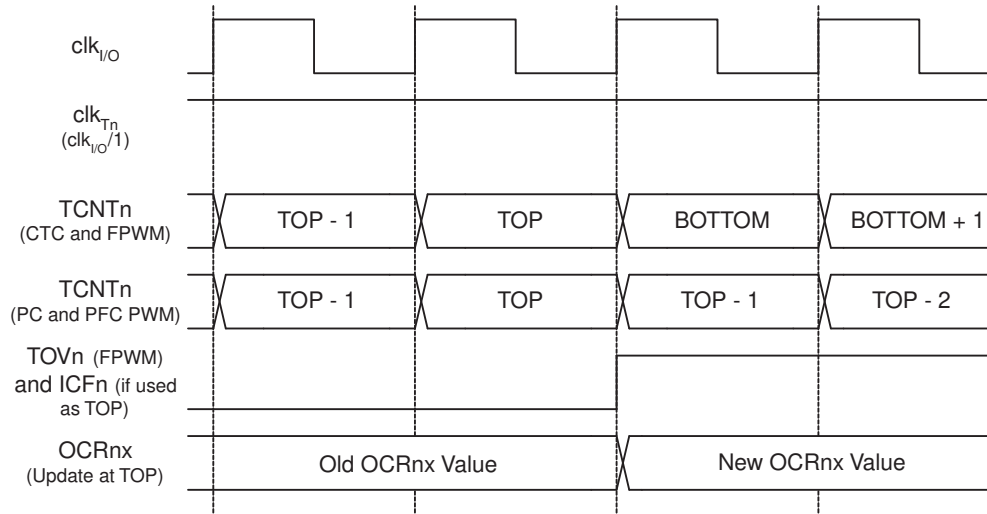 clkI/O
clkTn
(clkI/O/1)
TCNTn
(CTC and FPWM)
TOP - 1
TOP
BOTTOM
BOTTOM + 1
TCNTn
(PC and PFC PWM)
TOP - 1
TOP
TOP - 1
TOP - 2
TOVn (FPWM)
and ICFn (if used
as TOP)
OCRnx
(Update at TOP)
Old OCRnx Value
New OCRnx Value